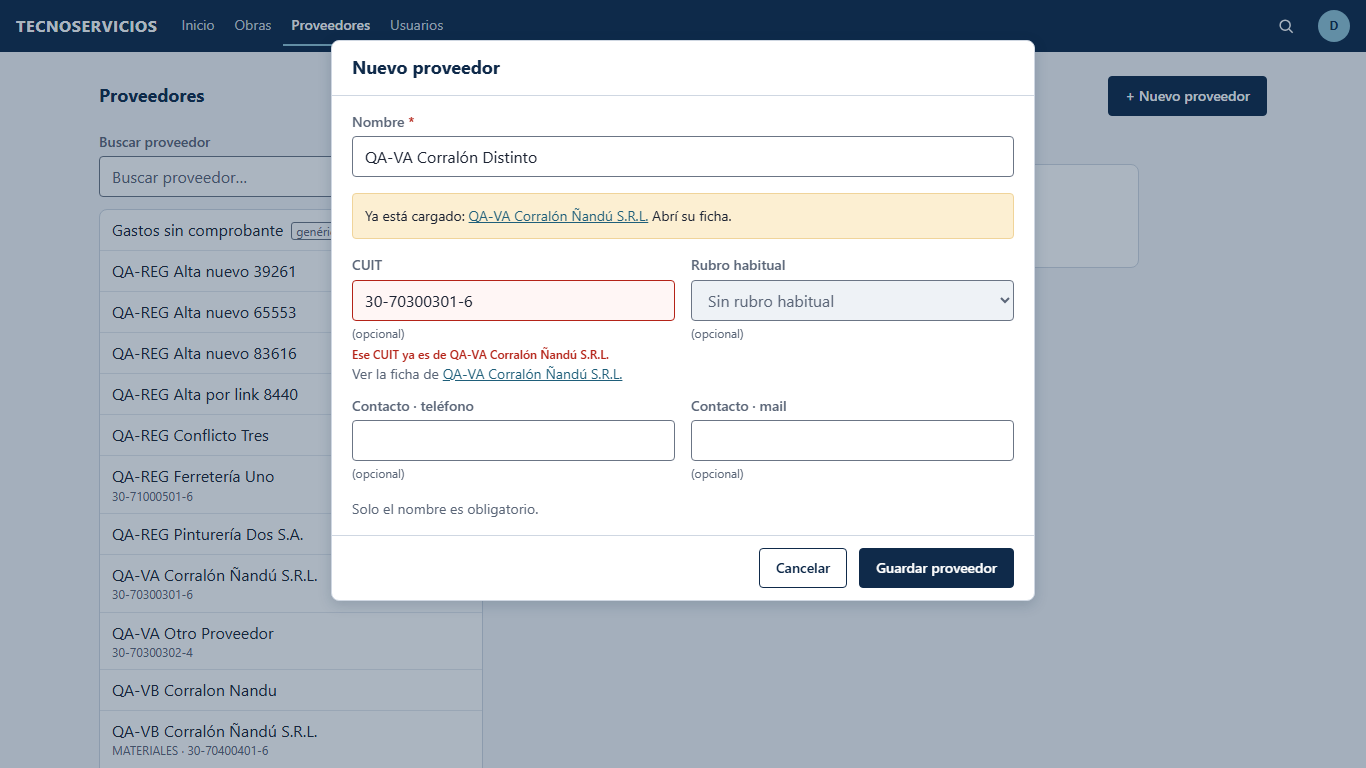 TECNOSERVICIOS Inicio Obras Proveedores Usuarios D
Proveedores
+ Nuevo proveedor
Buscar proveedor
Buscar proveedor...
Gastos sin comprobante
QA-REG Alta nuevo 39261
QA-REG Alta nuevo 65553
QA-REG Alta nuevo 83616
QA-REG Alta por link 8440
QA-REG Conflicto Tres
QA-REG Ferretería Uno
30-71000501-6
QA-REG Pinturería Dos S.A.
QA-VA Corralón Ñandú S.R.L.
30-70300301-6
QA-VA Otro Proveedor
30-70300302-4
QA-VB Corralon Nandu
QA-VB Corralón Ñandú S.R.L.
MATERIALES · 30-70400401-6
Nuevo proveedor
Nombre *
QA-VA Corralón Distinto
Ya está cargado: QA-VA Corralón Ñandú S.R.L. Abrí su ficha.
CUIT
30-70300301-6
(opcional)
Ese CUIT ya es de QA-VA Corralón Ñandú S.R.L.
Ver la ficha de QA-VA Corralón Ñandú S.R.L.
Rubro habitual
Sin rubro habitual
(opcional)
Contacto · teléfono
(opcional)
Contacto · mail
(opcional)
Solo el nombre es obligatorio.
Cancelar
Guardar proveedor